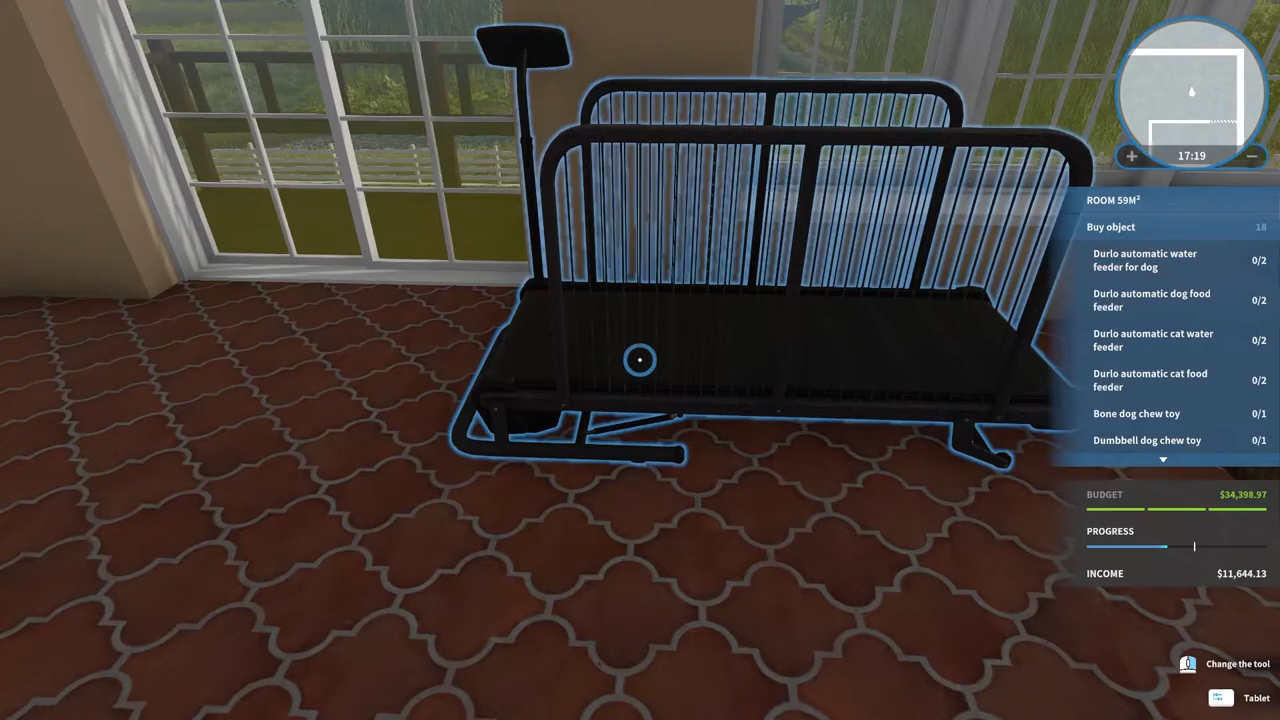 17:19
ROOM 59M²
Buy object 18
Durlo automatic water
feeder for dog 0/2
Durlo automatic dog food
feeder 0/2
Durlo automatic cat water
feeder 0/2
Durlo automatic cat food
feeder 0/2
Bone dog chew toy 0/1
Dumbbell dog chew toy 0/1
BUDGET $34,398.97
PROGRESS
INCOME $11,644.13
Change the tool
Tablet